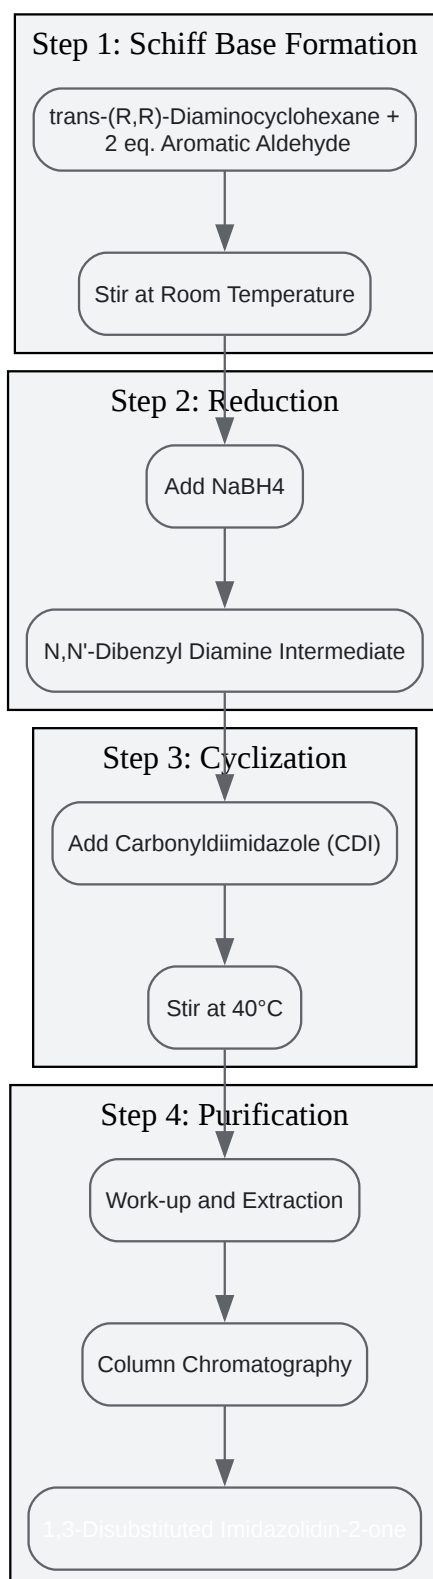 Step 1: Schiff Base Formation
trans-(R,R)-Diaminocyclohexane +
2 eq. Aromatic Aldehyde
Stir at Room Temperature
Step 2: Reduction
Add NaBH4
N,N'-Dibenzyl Diamine Intermediate
Step 3: Cyclization
Add Carbonyldiimidazole (CDI)
Stir at 40°C
Step 4: Purification
Work-up and Extraction
Column Chromatography
1,3-Disubstituted Imidazolidin-2-one